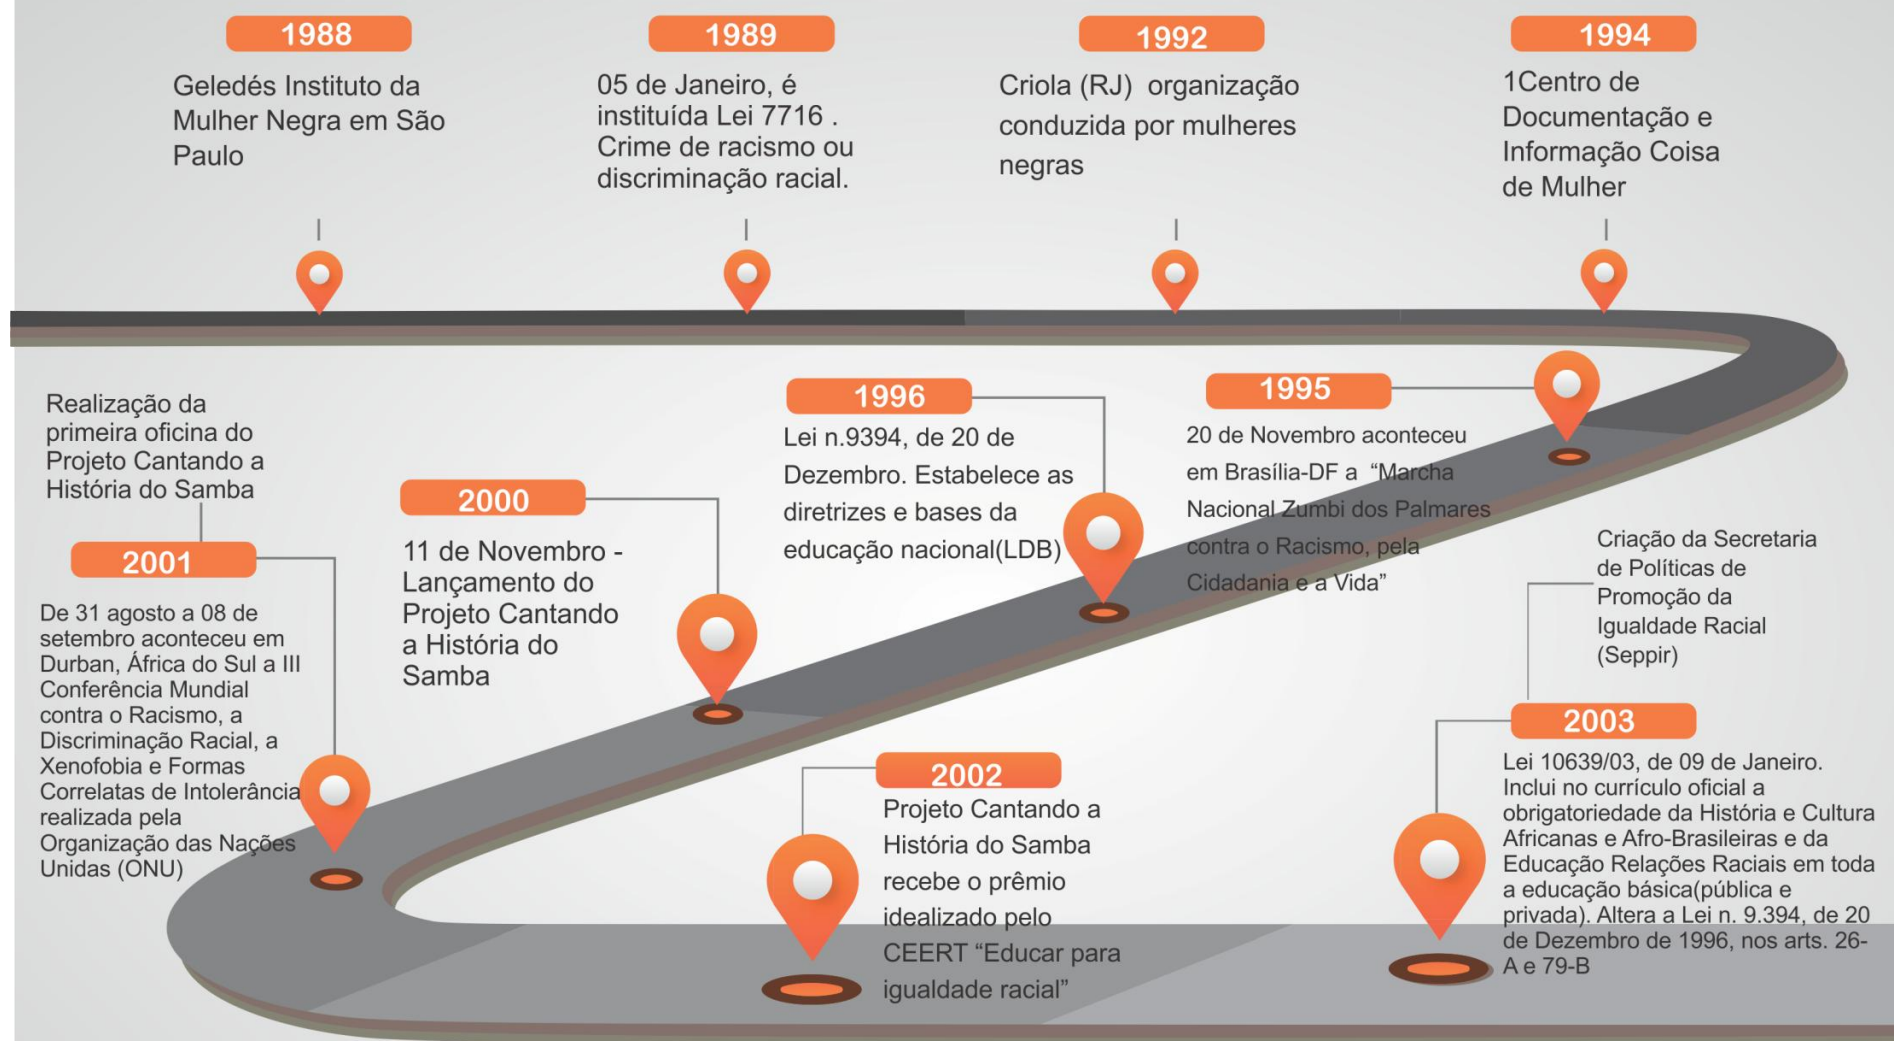 1988
Geledés Instituto da
Mulher Negra em São
Paulo
1989
05 de Janeiro, é
instituída Lei 7716 .
Crime de racismo ou
discriminação racial.
1992
Criola (RJ) organização
conduzida por mulheres
negras
1994
1Centro de
Documentação e
Informação Coisa
de Mulher
1995
20 de Novembro aconteceu
em Brasília-DF a “Marcha
Nacional Zumbi dos Palmares
contra o Racismo, pela
Cidadania e a Vida”
1996
Lei n.9394, de 20 de
Dezembro. Estabelece as
diretrizes e bases da
educação nacional(LDB)
2000
11 de Novembro -
Lançamento do
Projeto Cantando
a História do
Samba
Realização da
primeira oficina do
Projeto Cantando a
História do Samba
2001
De 31 agosto a 08 de
setembro aconteceu em
Durban, África do Sul a III
Conferência Mundial
contra o Racismo, a
Discriminação Racial, a
Xenofobia e Formas
Correlatas de Intolerância
realizada pela
Organização das Nações
Unidas (ONU)
2002
Projeto Cantando a
História do Samba
recebe o prêmio
idealizado pelo
CEERT “Educar para
igualdade racial”
Criação da Secretaria
de Políticas de
Promoção da
Igualdade Racial
(Seppir)
2003
Lei 10639/03, de 09 de Janeiro.
Inclui no currículo oficial a
obrigatoriedade da História e Cultura
Africanas e Afro-Brasileiras e da
Educação Relações Raciais em toda
a educação básica(pública e
privada). Altera a Lei n. 9.394, de 20
de Dezembro de 1996, nos arts. 26-
A e 79-B